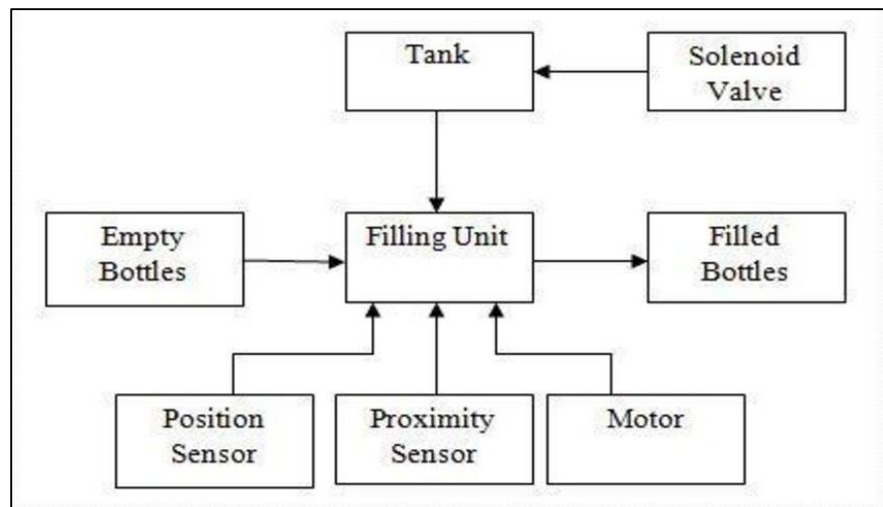 Tank
Solenoid
Valve
Empty
Bottles
Filling Unit
Filled
Bottles
Position
Sensor
Proximity
Sensor
Motor